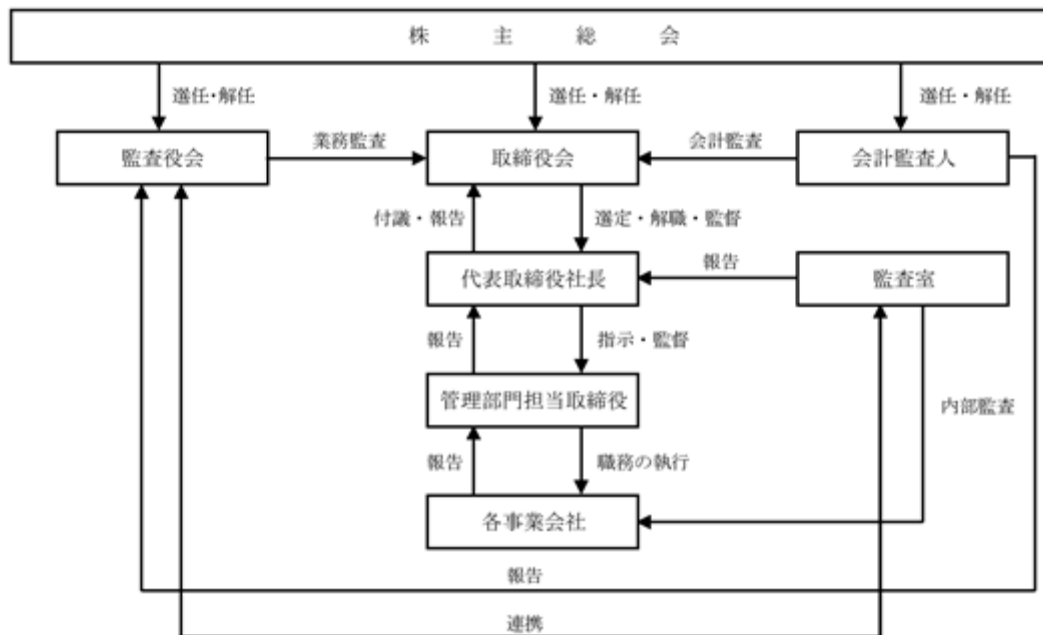 株主総会
選任・解任
選任・解任
選任・解任
監査役会
業務監査
取締役会
会計監査
会計監査人
付議・報告
選定・解職・監督
代表取締役社長
報告
監査室
報告
指示・監督
管理部門担当取締役
内部監査
報告
職務の執行
各事業会社
報告
連携